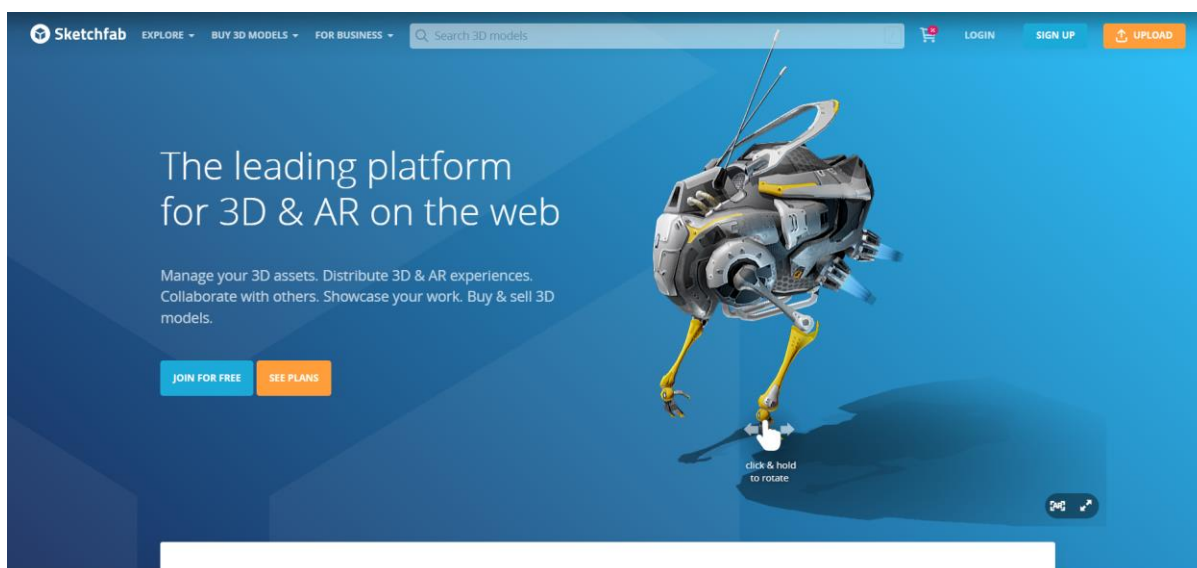 Sketchfab EXPLORE BUY 3D MODELS FOR BUSINESS Search 3D models LOGIN SIGN UP UPLOAD
The leading platform
for 3D & AR on the web
Manage your 3D assets. Distribute 3D & AR experiences.
Collaborate with others. Showcase your work. Buy & sell 3D
models.
JOIN FOR FREE SEE PLANS
click & hold
to rotate